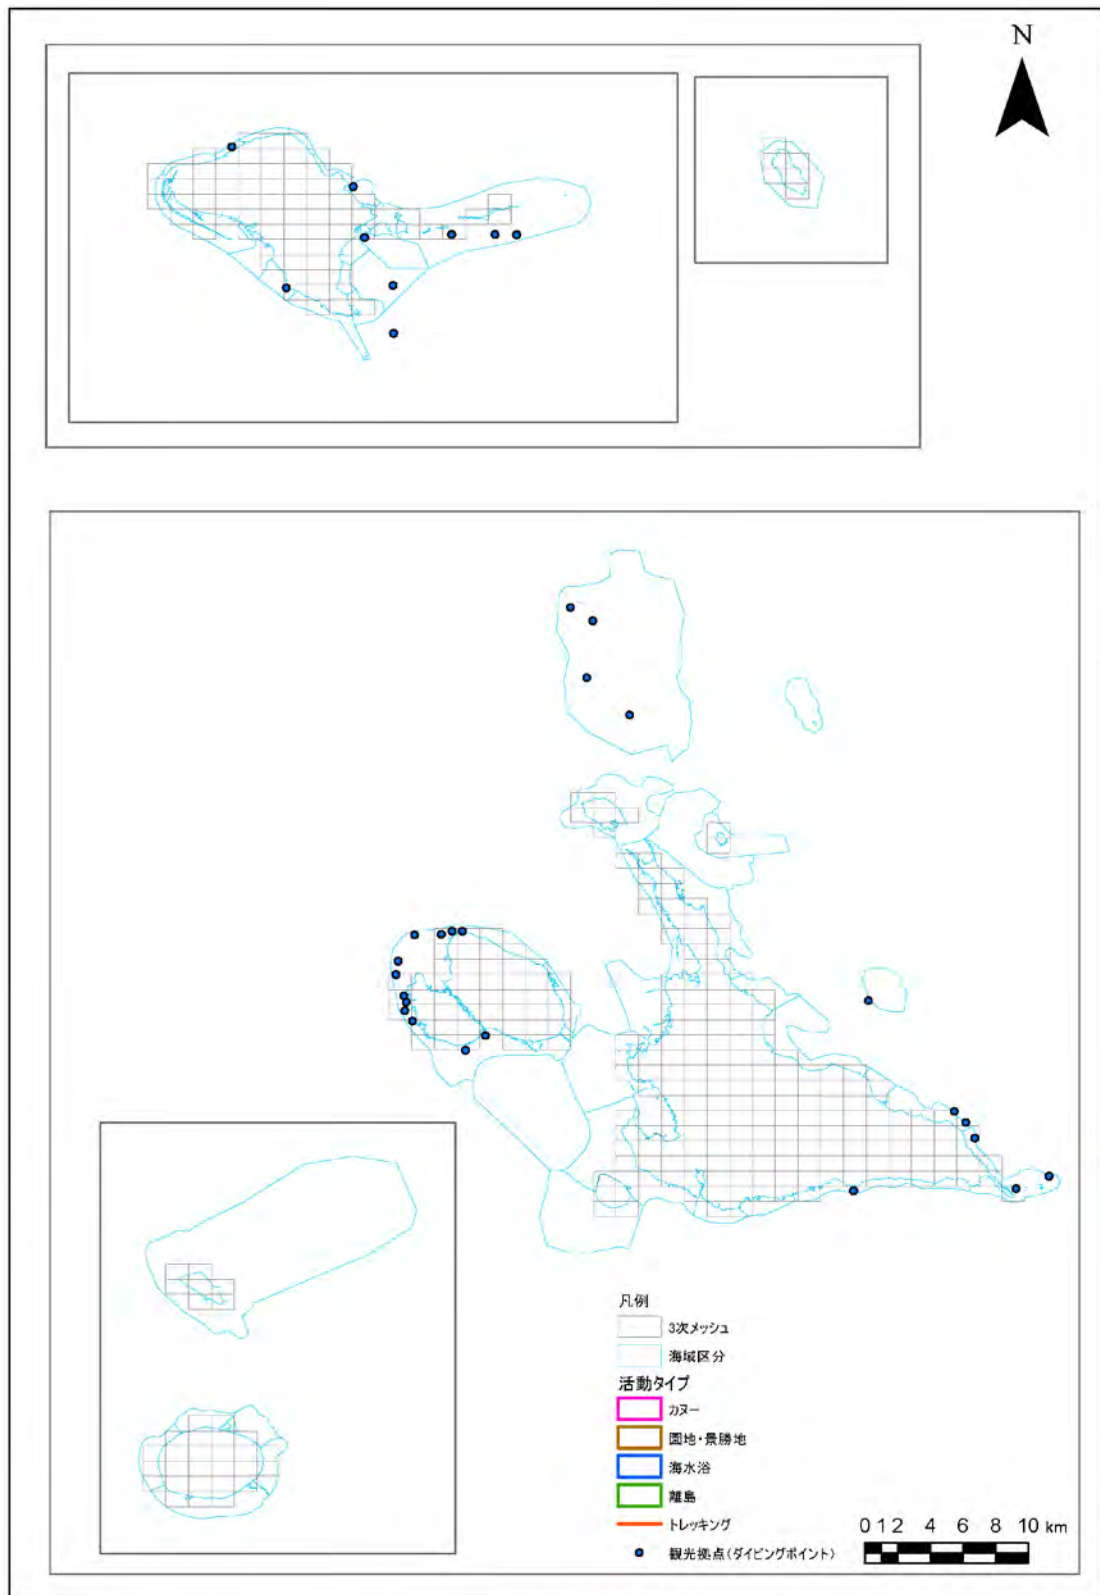 N
凡例
3次メッシュ
海域区分
活動タイプ
カヌー
園地・景勝地
海水浴
離島
トレッキング
観光拠点(ダイビングポイント)
0 1 2 4 6 8 10 km